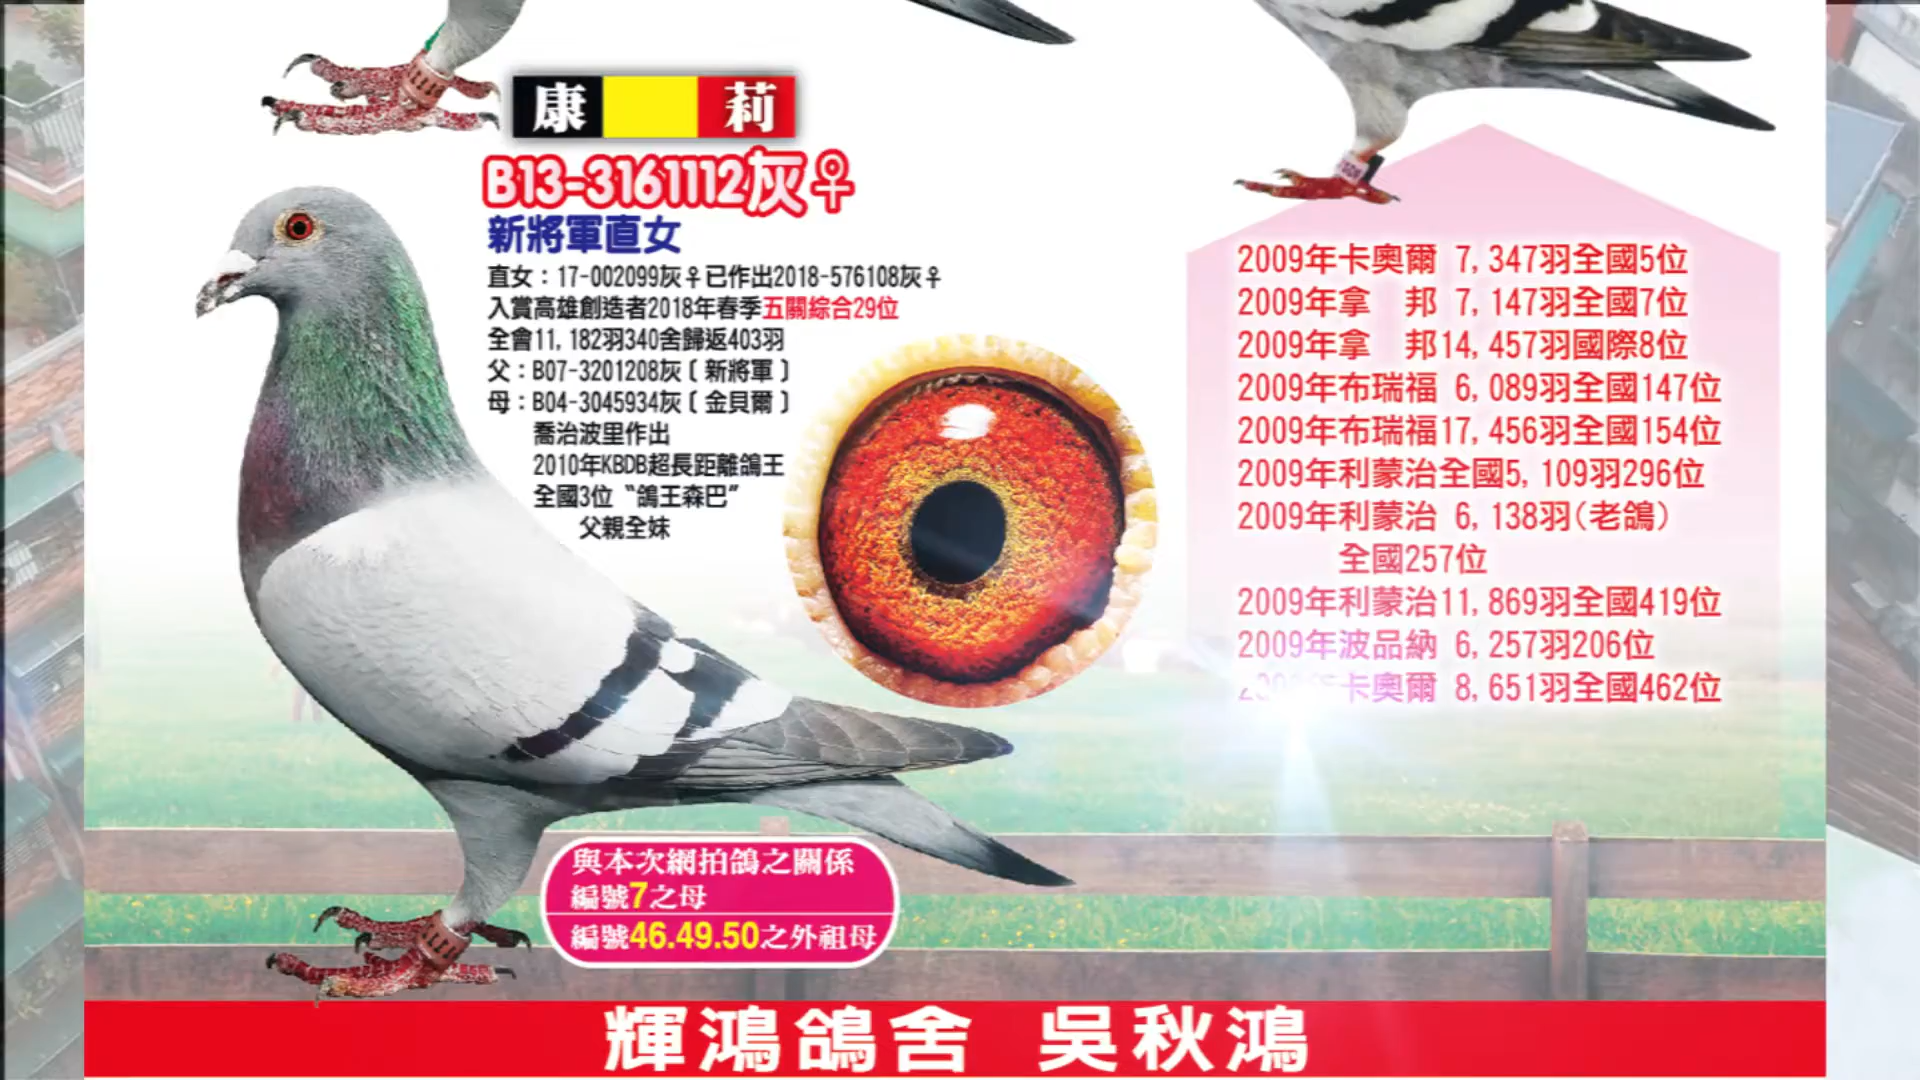 康 莉
B13-3161112灰♀
新將軍直女
直女：17-002099灰♀已作出2018-576108灰♀
入賞高雄創造者2018年春季五關綜合29位
全會11,182羽340舍歸返403羽
父：B07-3201208灰〔新將軍〕
母：B04-3045934灰〔金貝爾〕
喬治波里作出
2010年KBDB超長距離鴿王
全國3位〝鴿王森巴〞
父親全妹
2009年卡奧爾 7,347羽全國5位
2009年拿　邦 7,147羽全國7位
2009年拿　邦14,457羽國際8位
2009年布瑞福 6,089羽全國147位
2009年布瑞福17,456羽全國154位
2009年利蒙治全國5,109羽296位
2009年利蒙治 6,138羽(老鴿)
全國257位
2009年利蒙治11,869羽全國419位
2009年波品納 6,257羽206位
卡奧爾 8,651羽全國462位
與本次網拍鴿之關係
編號7之母
編號46.49.50之外祖母
輝鴻鴿舍 吳秋鴻